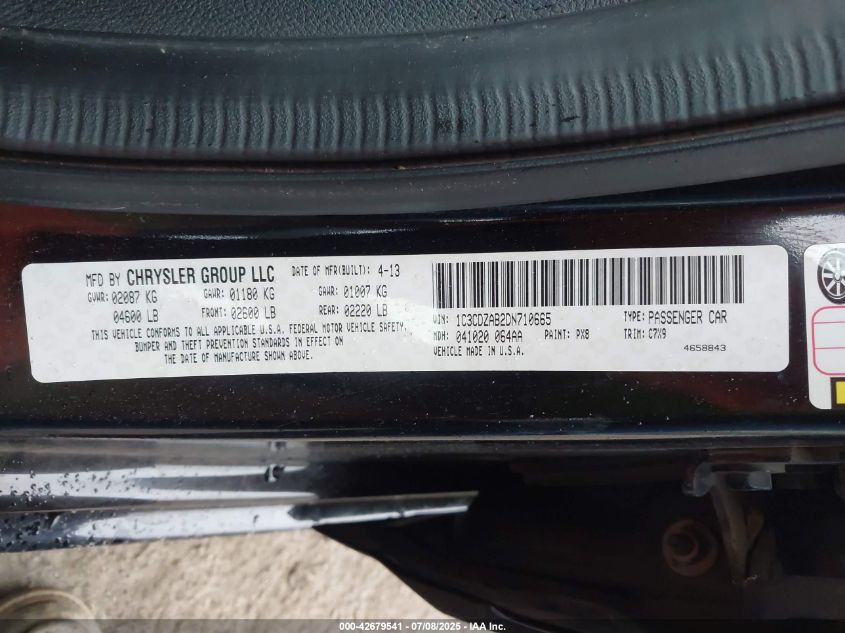 MFD BY CHRYSLER GROUP LLC DATE OF MFR(BUILT): 4-13
GVWR: 02087 KG GAWR: 01180 KG GAWR: 01007 KG
04600 LB FRONT: 02600 LB REAR: 02220 LB
THIS VEHICLE CONFORMS TO ALL APPLICABLE U.S.A. FEDERAL MOTOR VEHICLE SAFETY,
BUMPER AND THEFT PREVENTION STANDARDS IN EFFECT ON
THE DATE OF MANUFACTURE SHOWN ABOVE.
VIN: 1C3CDZAB2DN710665 TYPE: PASSENGER CAR
MDH: 041020 064AA PAINT: PX8 TRIM: C7X9
VEHICLE MADE IN U.S.A. 4658843
000-42679541 - 07/08/2025 - IAA, Inc.